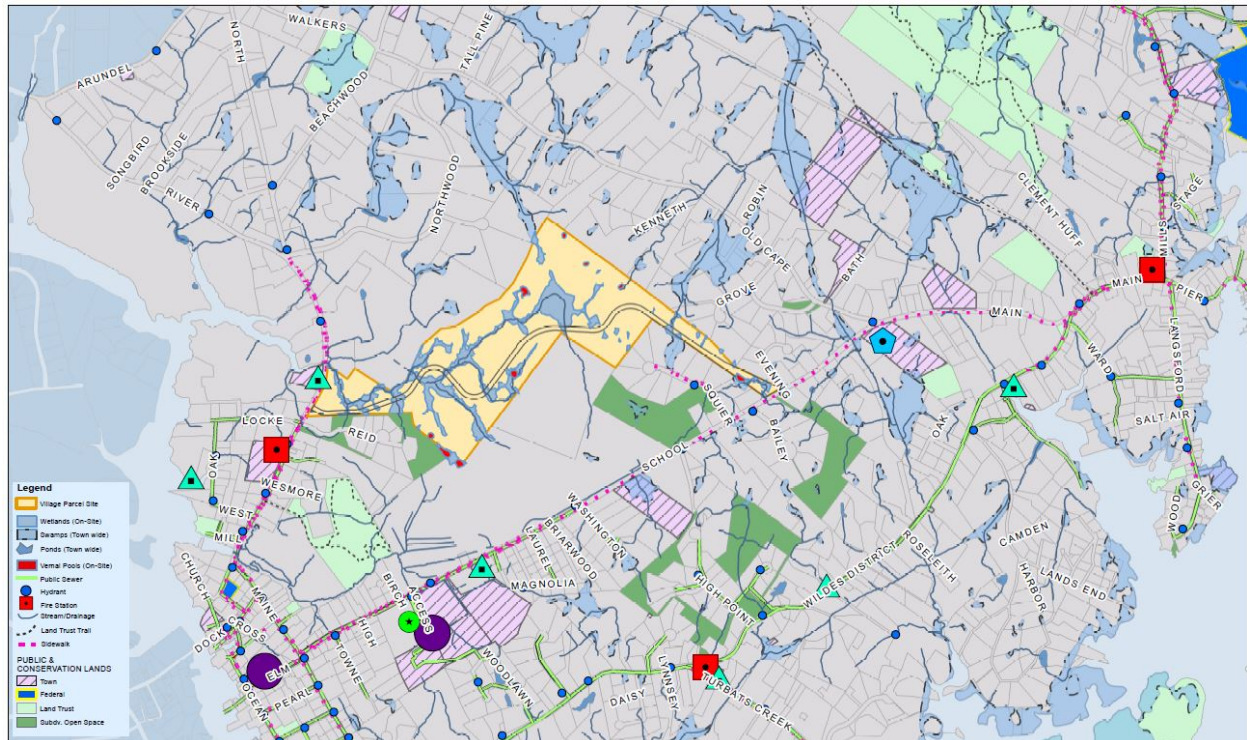 WALKERS
NORTH
TALL PINE
ARUNDEL
BEACHWOOD
SONGBIRD
BROOKSIDE
RIVER
NORTHWOOD
KENNETH
ROBIN
OLD CAPE
CLEMENT HUFF
STAGE
MILLS
BATH
GROVE
MAIN
MAIN
PIER
LANGSFORD
WARD
EVENING
SQUIER
BAILEY
SALT AIR
LOCKE
REID
OAK
OAK
SCHOOL
WESMORE
WEST
MILL
GRIER
WOOD
WASHINGTON
BRIARWOOD
LAUREL
MAGNOLIA
CAMDEN
ROSELEITH
LANDS END
HARBOR
WILDES DISTRICT
HIGH POINT
CHURCH
MAINE
BIRCH
ACCESS
CROSS
DOCK
HIGH
TOWNE
ELM
WOODLAWN
PEARL
OCEAN
LYNNSEY
DAISY
TURBATS CREEK
Legend
Village Parcel Site
Wetlands (On-Site)
Swamps (Town wide)
Ponds (Town wide)
Vernal Pools (On-Site)
Public Sewer
Hydrant
Fire Station
Stream/Drainage
Land Trust Trail
Sidewalk
PUBLIC &
CONSERVATION LANDS
Town
Federal
Land Trust
Subdv. Open Space